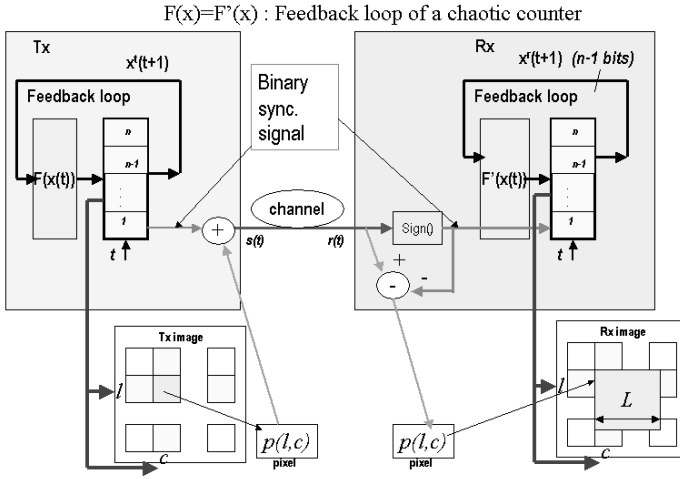 F(x)=F'(x) : Feedback loop of a chaotic counter
Tx
xᵗ(t+1)
Feedback loop
F(x(t))
n
n-1
:
1
t
Binary
sync.
signal
channel
+
s(t)
r(t)
Rx
xʳ(t+1) (n-1 bits)
Feedback loop
F'(x(t))
n
n-1
:
1
t
Sign()
+
-
-
Tx image
l
c
p(l,c)
pixel
p(l,c)
pixel
Rx image
l
L
c